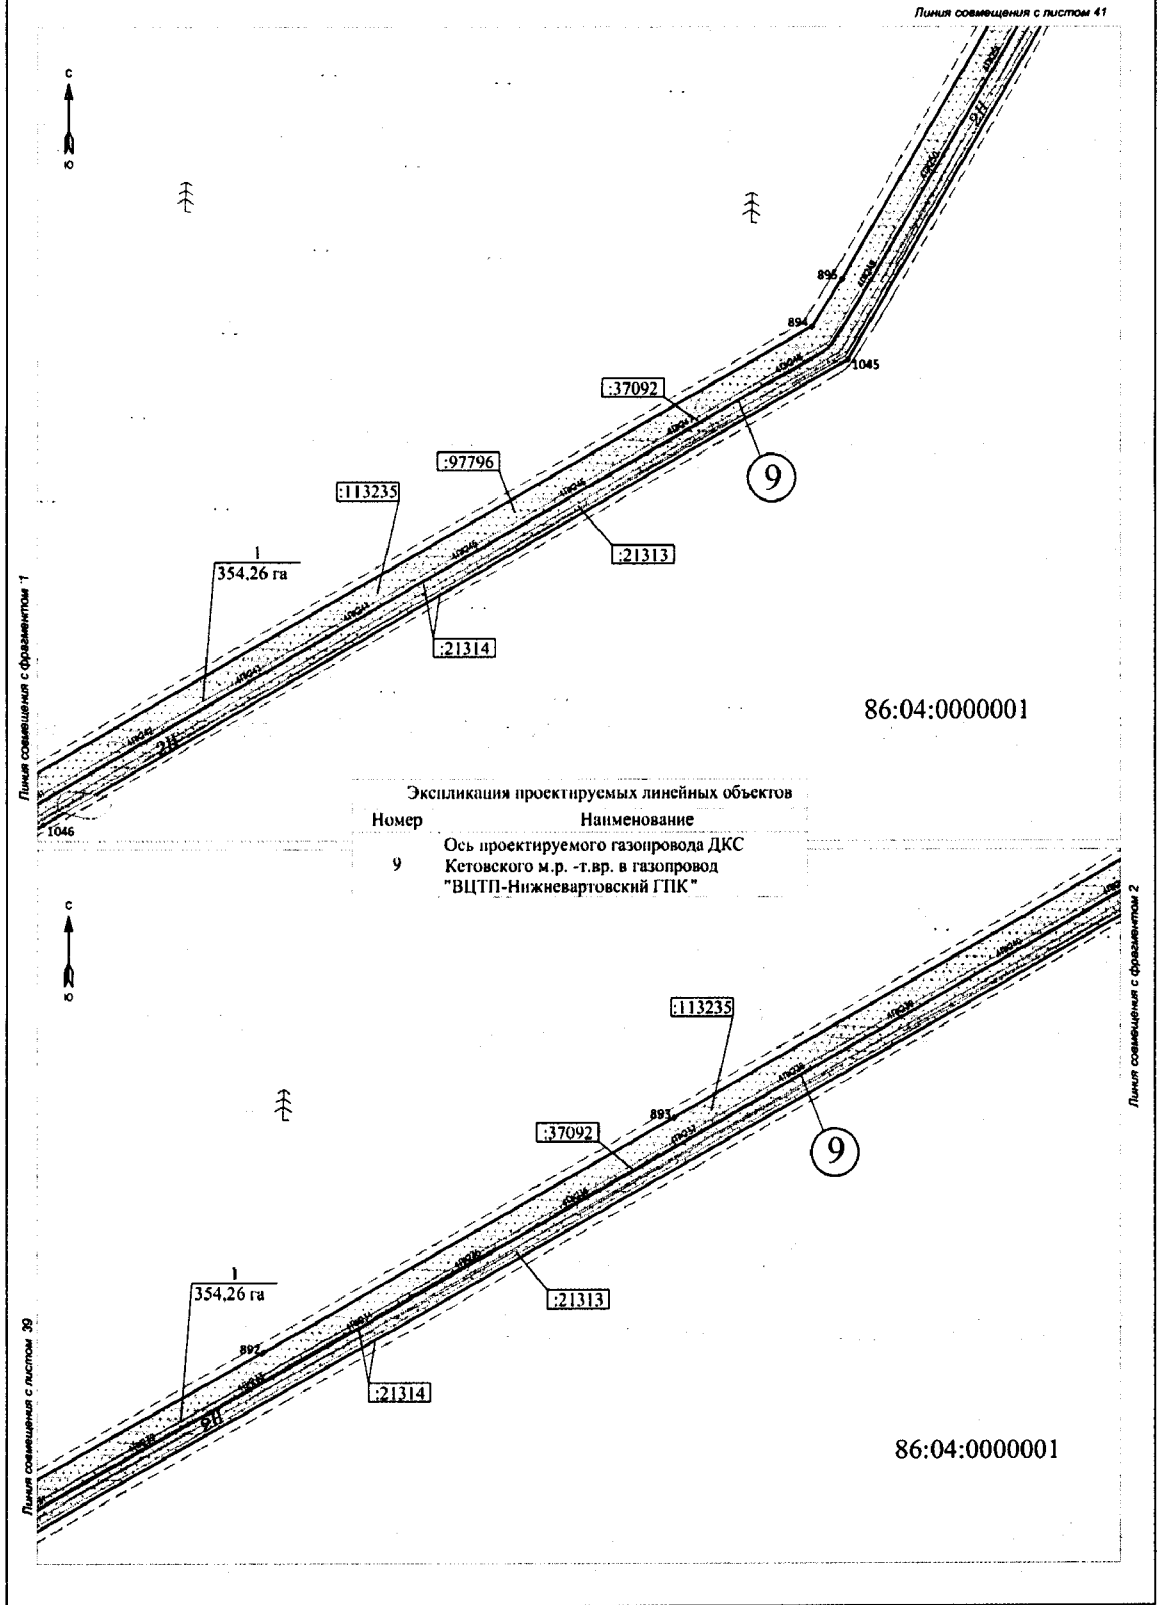 Линия совмещения с листом 41
С
Ю
895
894
1045
:37092
:97796
9
:113235
:21313
1
354,26 га
:21314
2Н
2Н
86:04:0000001
Линия совмещения с фрагментом 1
1046
Экспликация проектируемых линейных объектов
Номер Наименование
9 Ось проектируемого газопровода ДКС
Кетовского м.р. -т.вр. в газопровод
"ВЦТП-Нижневартовский ГПК"
С
Ю
Линия совмещения с фрагментом 2
:113235
893
:37092
9
1
354,26 га
:21313
892
:21314
2Н
86:04:0000001
Линия совмещения с листом 39